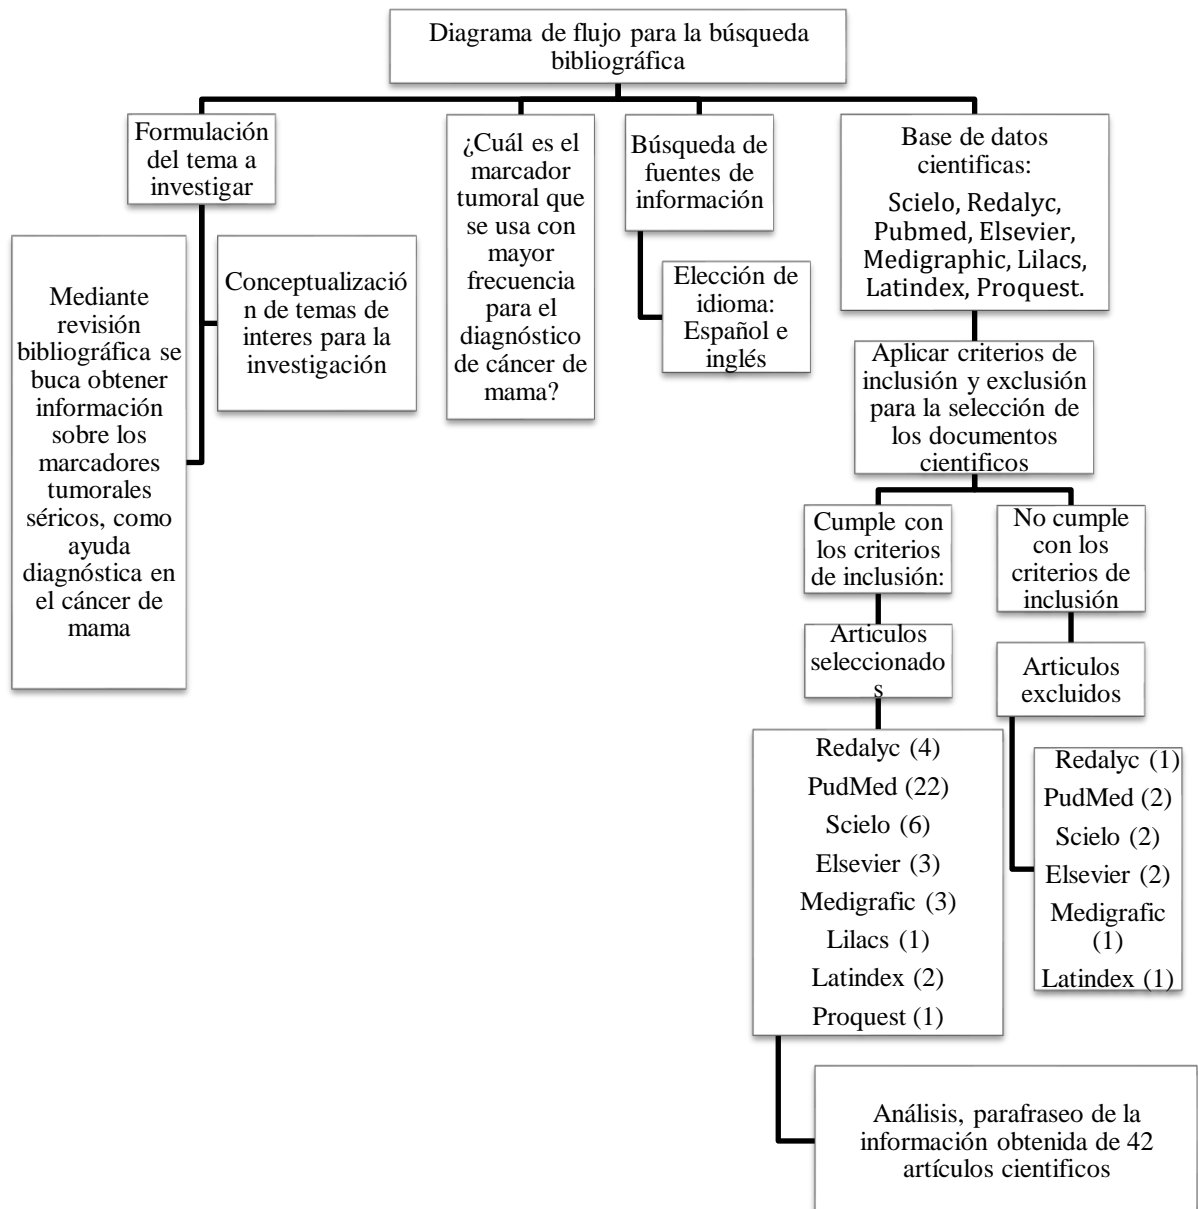 Diagrama de flujo para la búsqueda
bibliográfica
Formulación
del tema a
investigar
Mediante
revisión
bibliográfica se
buca obtener
información
sobre los
marcadores
tumorales
séricos, como
ayuda
diagnóstica en
el cáncer de
mama
Conceptualizació
n de temas de
interes para la
investigación
¿Cuál es el
marcador
tumoral que
se usa con
mayor
frecuencia
para el
diagnóstico
de cáncer de
mama?
Búsqueda de
fuentes de
información
Elección de
idioma:
Español e
inglés
Base de datos
cientificas:
Scielo, Redalyc,
Pubmed, Elsevier,
Medigraphic, Lilacs,
Latindex, Proquest.
Aplicar criterios de
inclusión y exclusión
para la selección de
los documentos
cientificos
Cumple con
los criterios
de inclusión:
Articulos
seleccionado
s
Redalyc (4)
PudMed (22)
Scielo (6)
Elsevier (3)
Medigrafic (3)
Lilacs (1)
Latindex (2)
Proquest (1)
No cumple
con los
criterios de
inclusión
Articulos
excluidos
Redalyc (1)
PudMed (2)
Scielo (2)
Elsevier (2)
Medigrafic
(1)
Latindex (1)
Análisis, parafraseo de la
información obtenida de 42
artículos cientificos